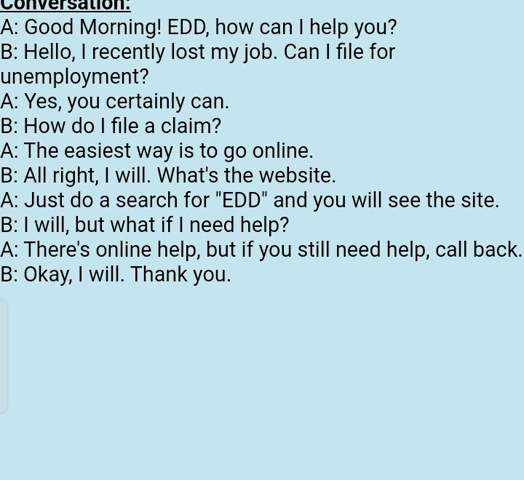 Conversation:
A: Good Morning! EDD, how can I help you?
B: Hello, I recently lost my job. Can I file for
unemployment?
A: Yes, you certainly can.
B: How do I file a claim?
A: The easiest way is to go online.
B: All right, I will. What's the website.
A: Just do a search for "EDD" and you will see the site.
B: I will, but what if I need help?
A: There's online help, but if you still need help, call back.
B: Okay, I will. Thank you.